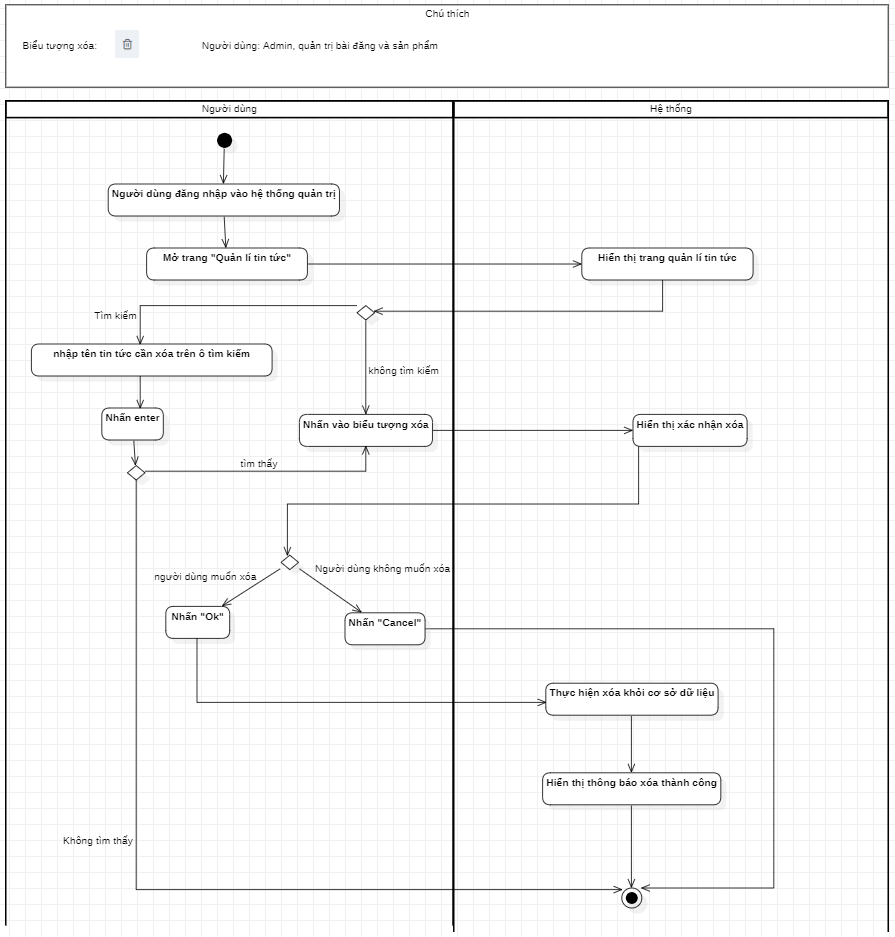 Chú thích
Biểu tượng xóa:
Người dùng: Admin, quản trị bài đăng và sản phẩm
Người dùng
Hệ thống
Người dùng đăng nhập vào hệ thống quản trị
Mở trang "Quản lí tin tức"
Hiển thị trang quản lí tin tức
Tìm kiếm
nhập tên tin tức cần xóa trên ô tìm kiếm
không tìm kiếm
Nhấn enter
Nhấn vào biểu tượng xóa
Hiển thị xác nhận xóa
tìm thấy
người dùng muốn xóa
Người dùng không muốn xóa
Nhấn "Ok"
Nhấn "Cancel"
Thực hiện xóa khỏi cơ sở dữ liệu
Hiển thị thông báo xóa thành công
Không tìm thấy